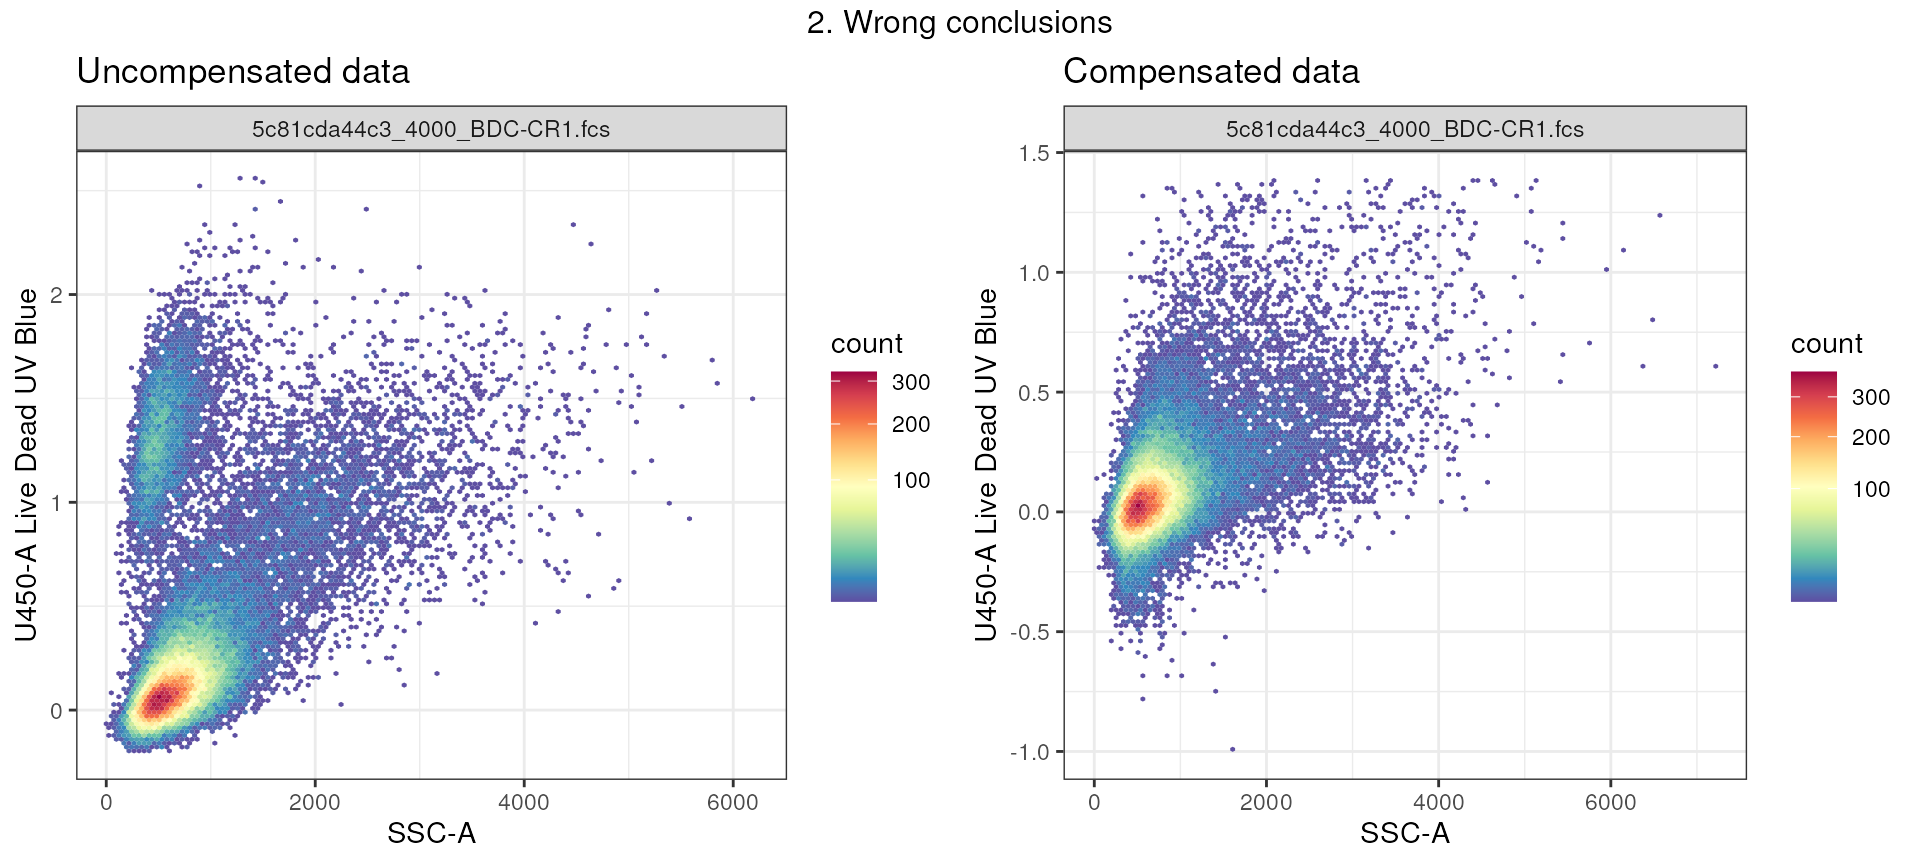 2. Wrong conclusions
Uncompensated data
5c81cda44c3_4000_BDC-CR1.fcs
U450-A Live Dead UV Blue
2
1
0
0
2000
4000
6000
SSC-A
count
300
200
100
Compensated data
5c81cda44c3_4000_BDC-CR1.fcs
U450-A Live Dead UV Blue
1.5
1.0
0.5
0.0
-0.5
-1.0
0
2000
4000
6000
SSC-A
count
300
200
100